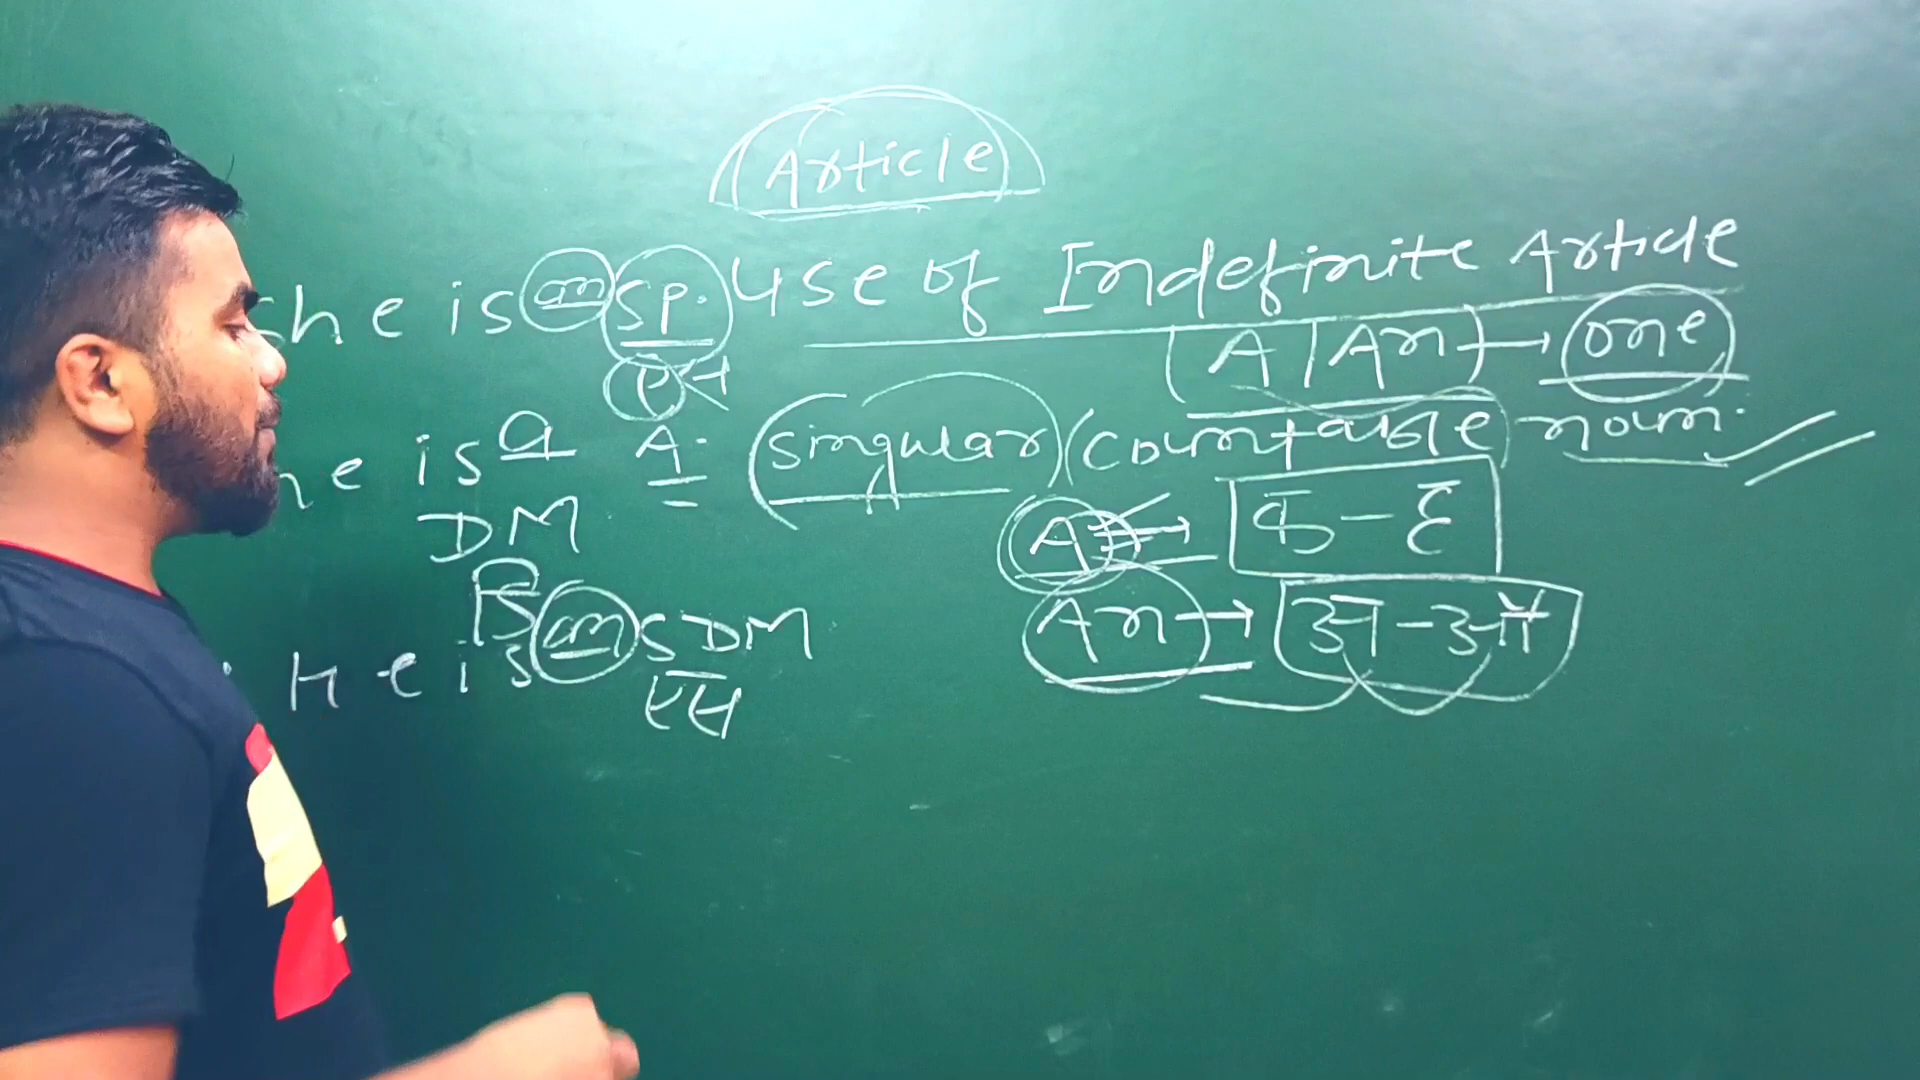 Article
She is an SP. Use of Indefinite Article
एस
(A/An) → one
he is a A. singular countable noun.
DM
A → क-ह
डि
An → अ-औ
He is an SDM
एस